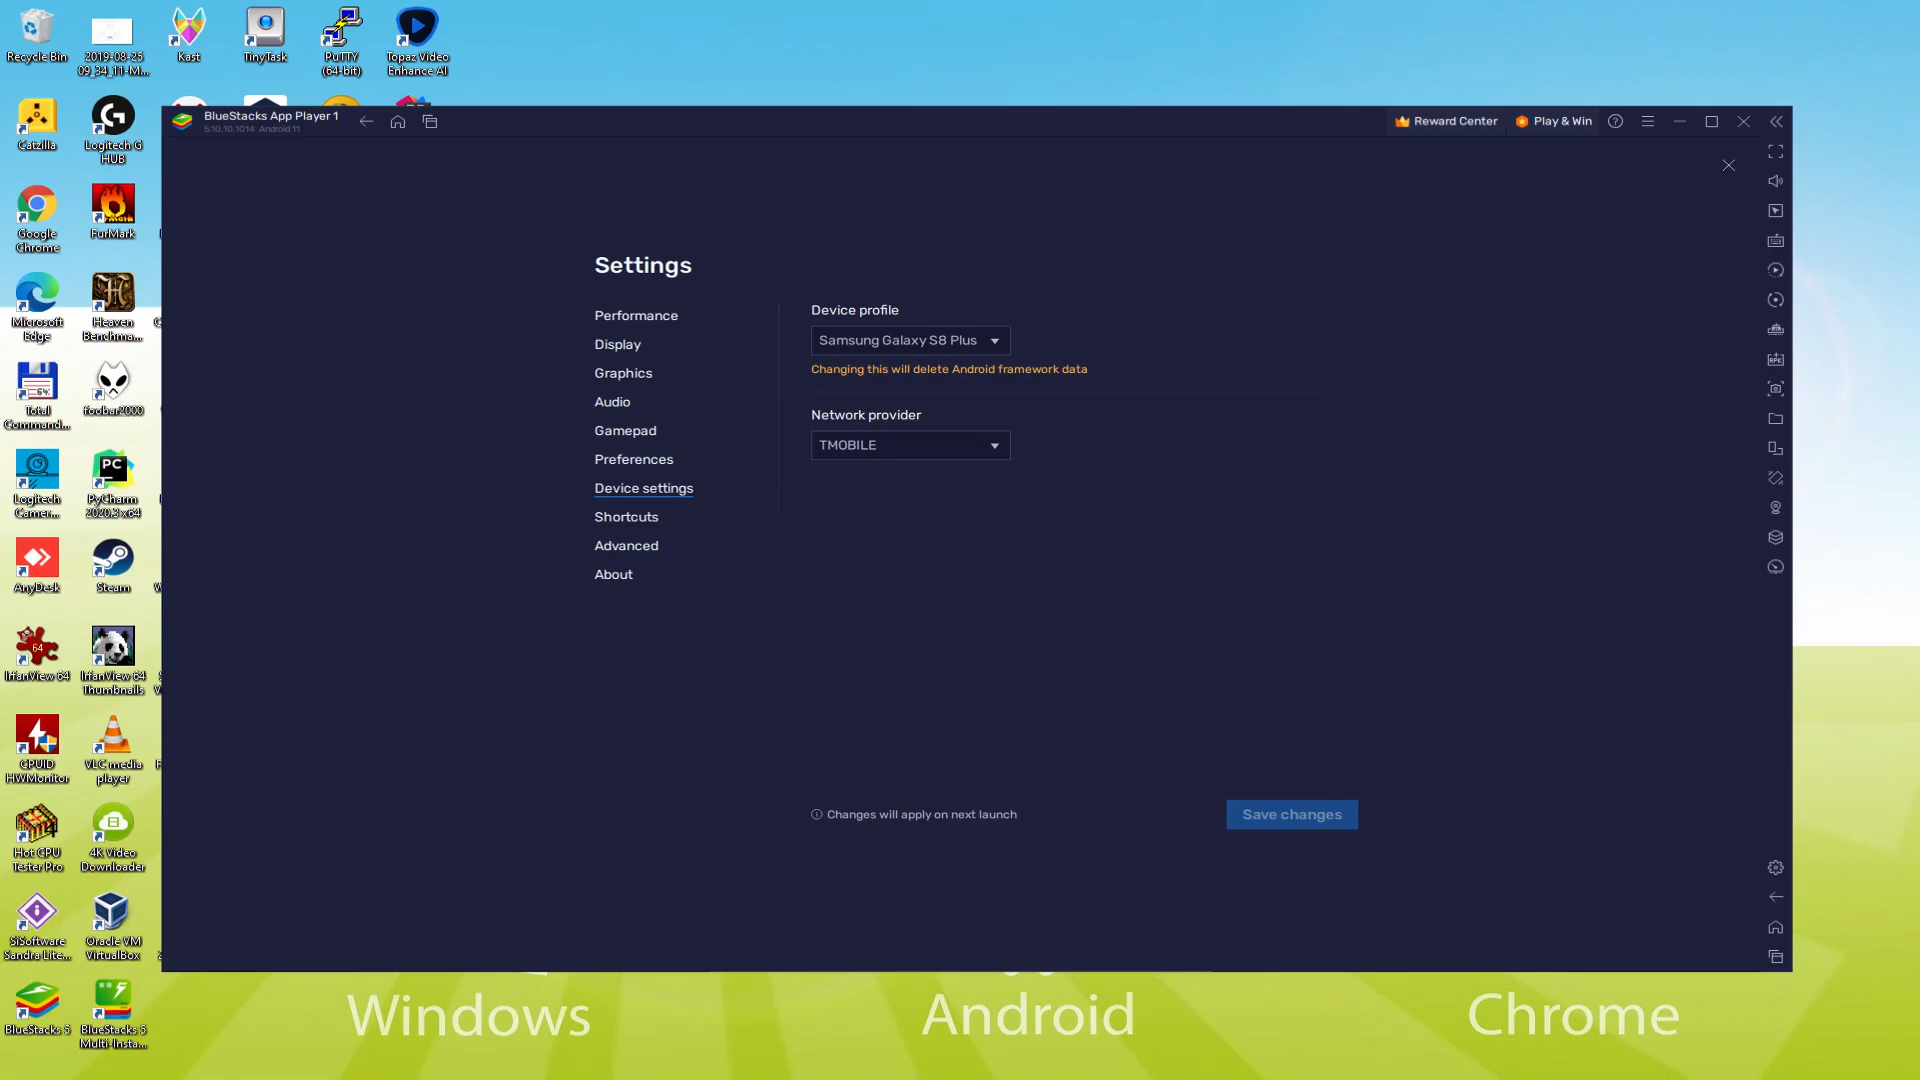 Recycle Bin
2019-08-25
09_34_11-M...
Kast
TinyTask
PuTTY
(64-bit)
Topaz Video
Enhance AI
Catzilla
Logitech G
HUB
Google
Chrome
FurMark
Microsoft
Edge
Heaven
Benchma...
Total
Command...
foobar2000
Logitech
Camer...
PyCharm
2020.3 x64
AnyDesk
Steam
IrfanView 64
IrfanView 64
Thumbnails
CPUID
HWMonitor
VLC media
player
Hot CPU
Tester Pro
4K Video
Downloader
SiSoftware
Sandra Lite...
Oracle VM
VirtualBox
BlueStacks 5
BlueStacks 5
Multi-Insta...
BlueStacks App Player 1
5.10.10.1014 Android 11
Reward Center
Play & Win
Settings
Performance
Display
Graphics
Audio
Gamepad
Preferences
Device settings
Shortcuts
Advanced
About
Device profile
Samsung Galaxy S8 Plus
Changing this will delete Android framework data
Network provider
TMOBILE
Changes will apply on next launch
Save changes
Windows
Android
Chrome